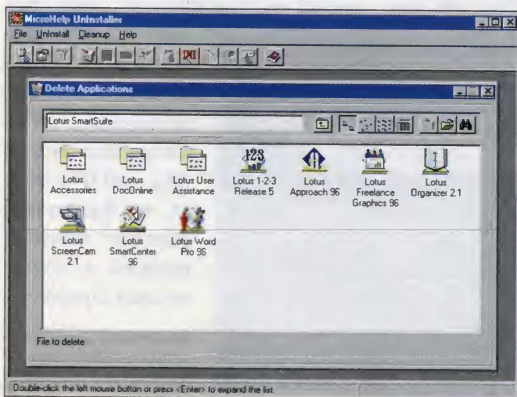 MicroHelp UnInstaller
File UnInstall Cleanup Help
Delete Applications
Lotus SmartSuite
Lotus Accessories
Lotus DocOnline
Lotus User Assistance
123
Lotus 1-2-3 Release 5
Lotus Approach 96
Lotus Freelance Graphics 96
Lotus Organizer 2.1
Lotus ScreenCam 2.1
Lotus SmartCenter 96
Lotus Word Pro 96
File to delete
Double-click the left mouse button or press <Enter> to expand the list.